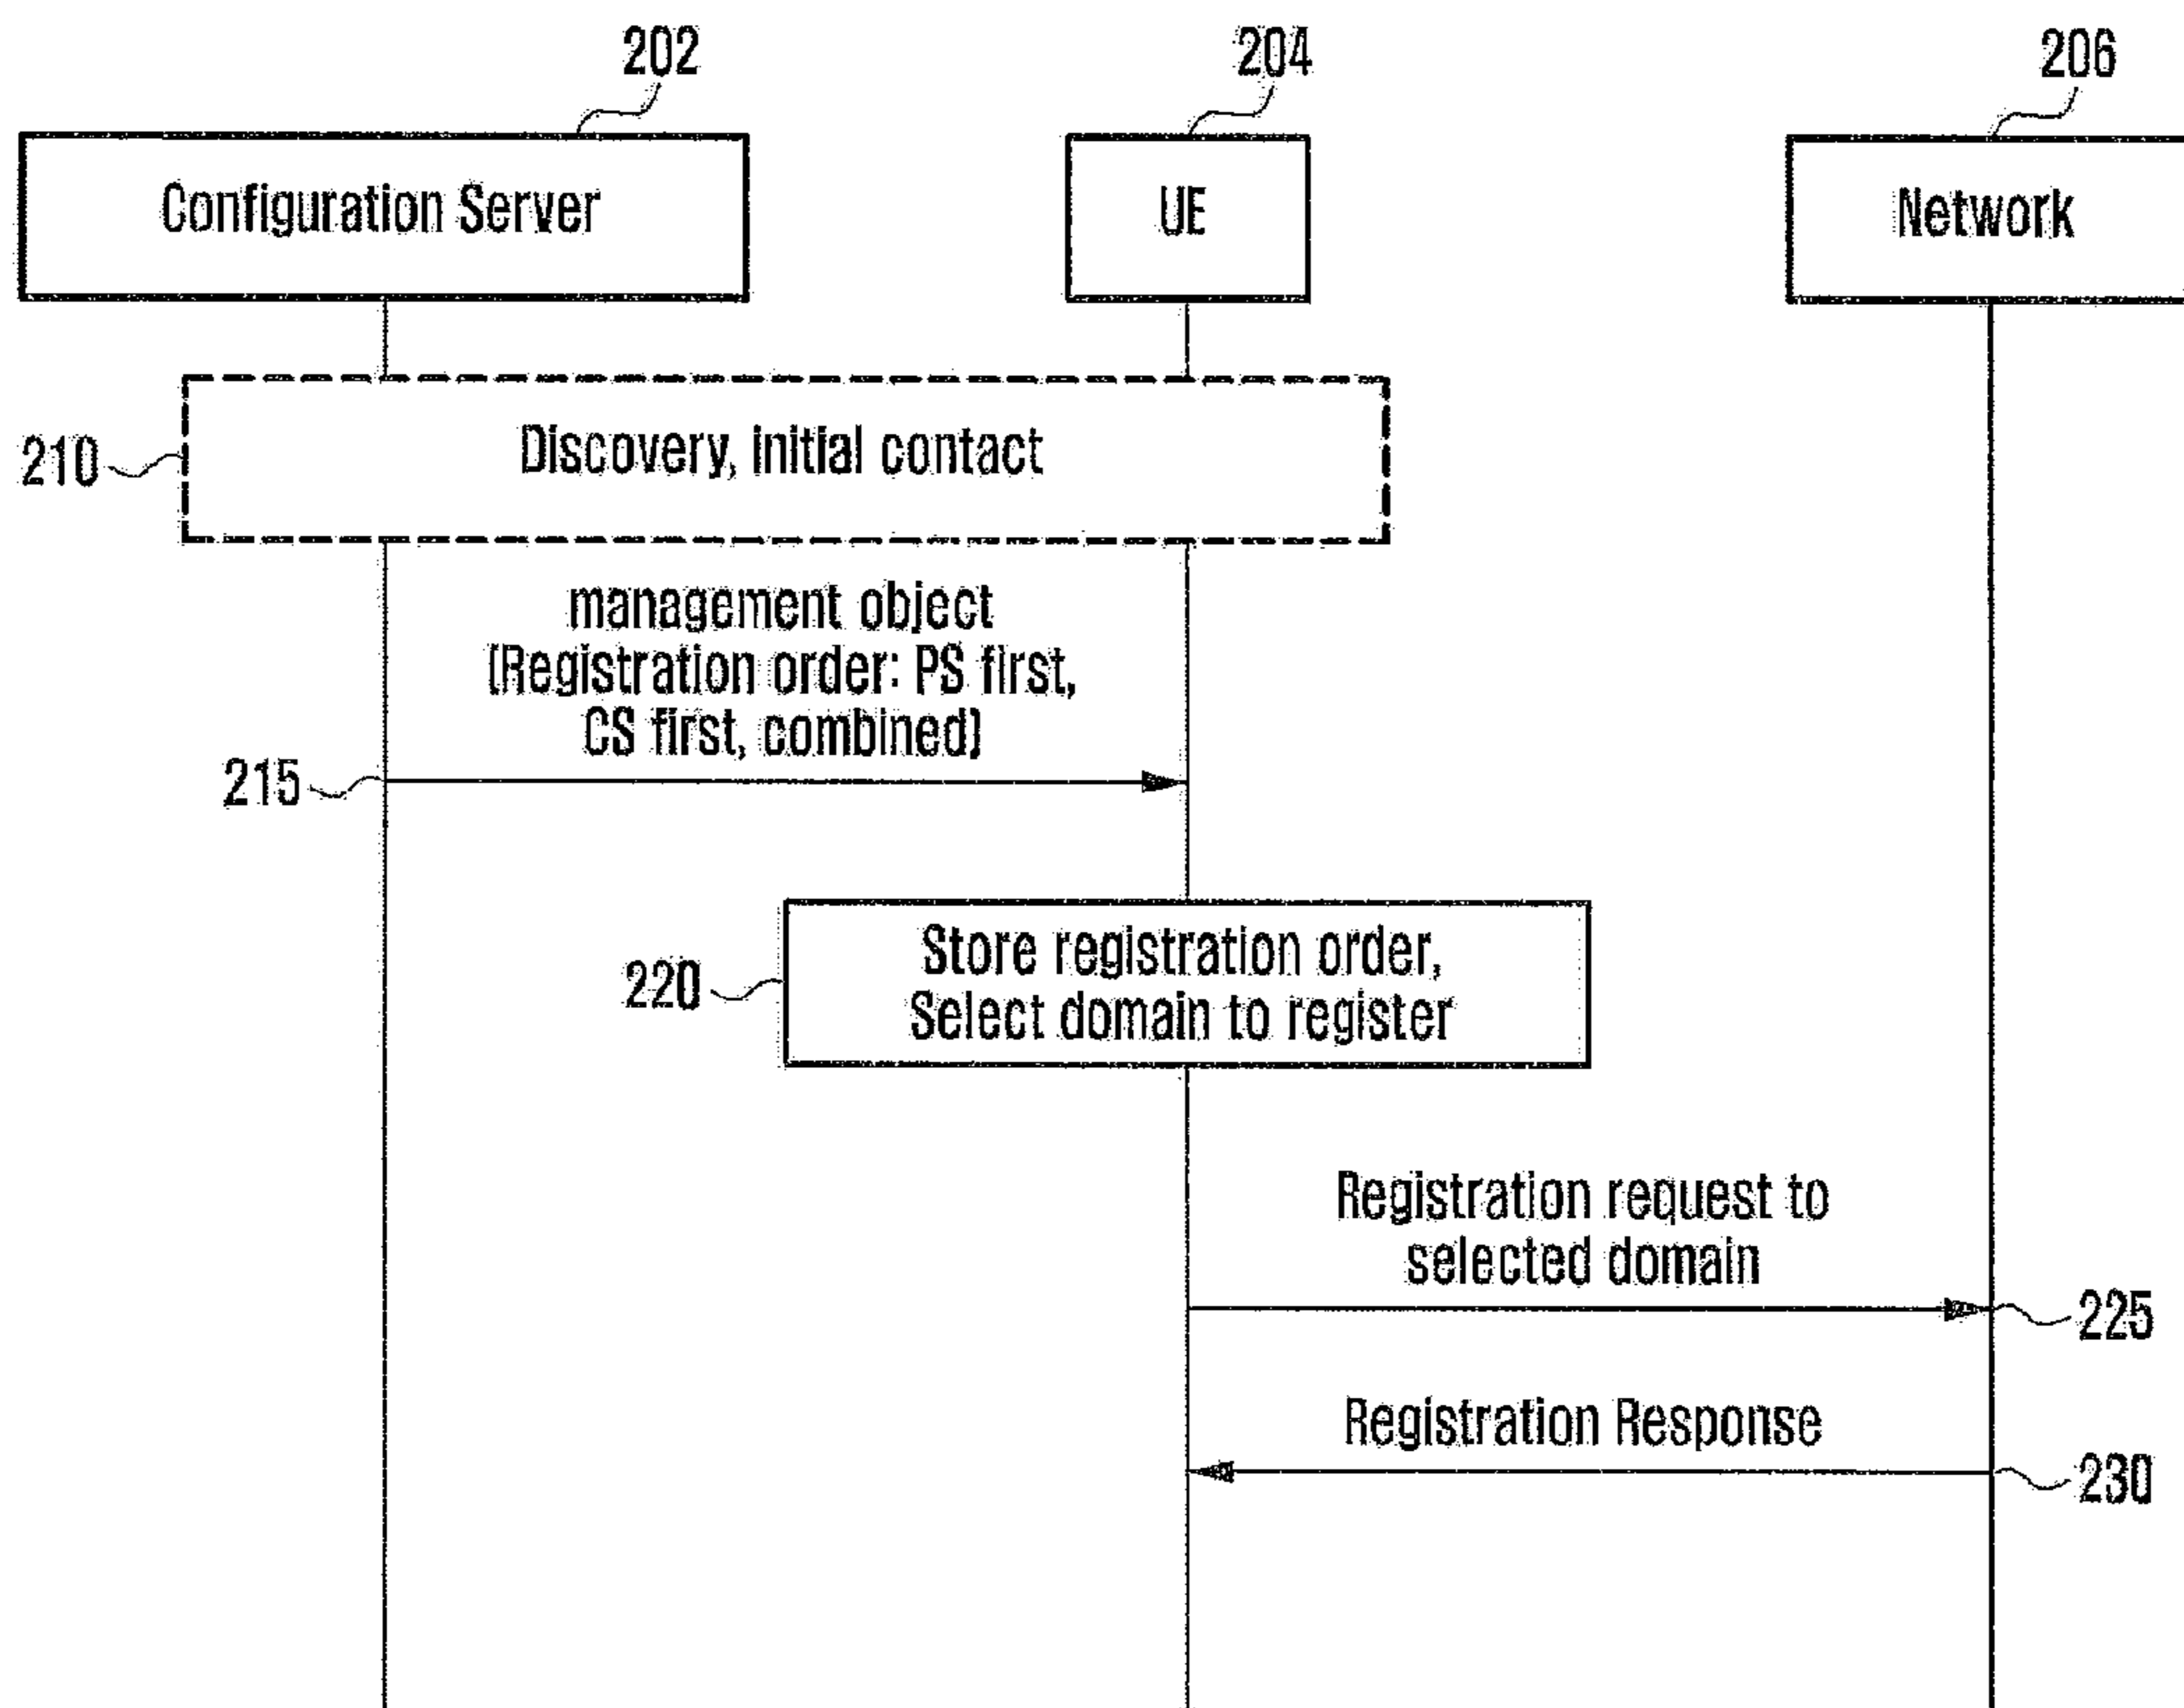 202
204
206
Configuration Server
UE
Network
210
Discovery, initial contact
management object
(Registration order: PS first,
CS first, combined)
215
220
Store registration order,
Select domain to register
Registration request to
selected domain
225
Registration Response
230